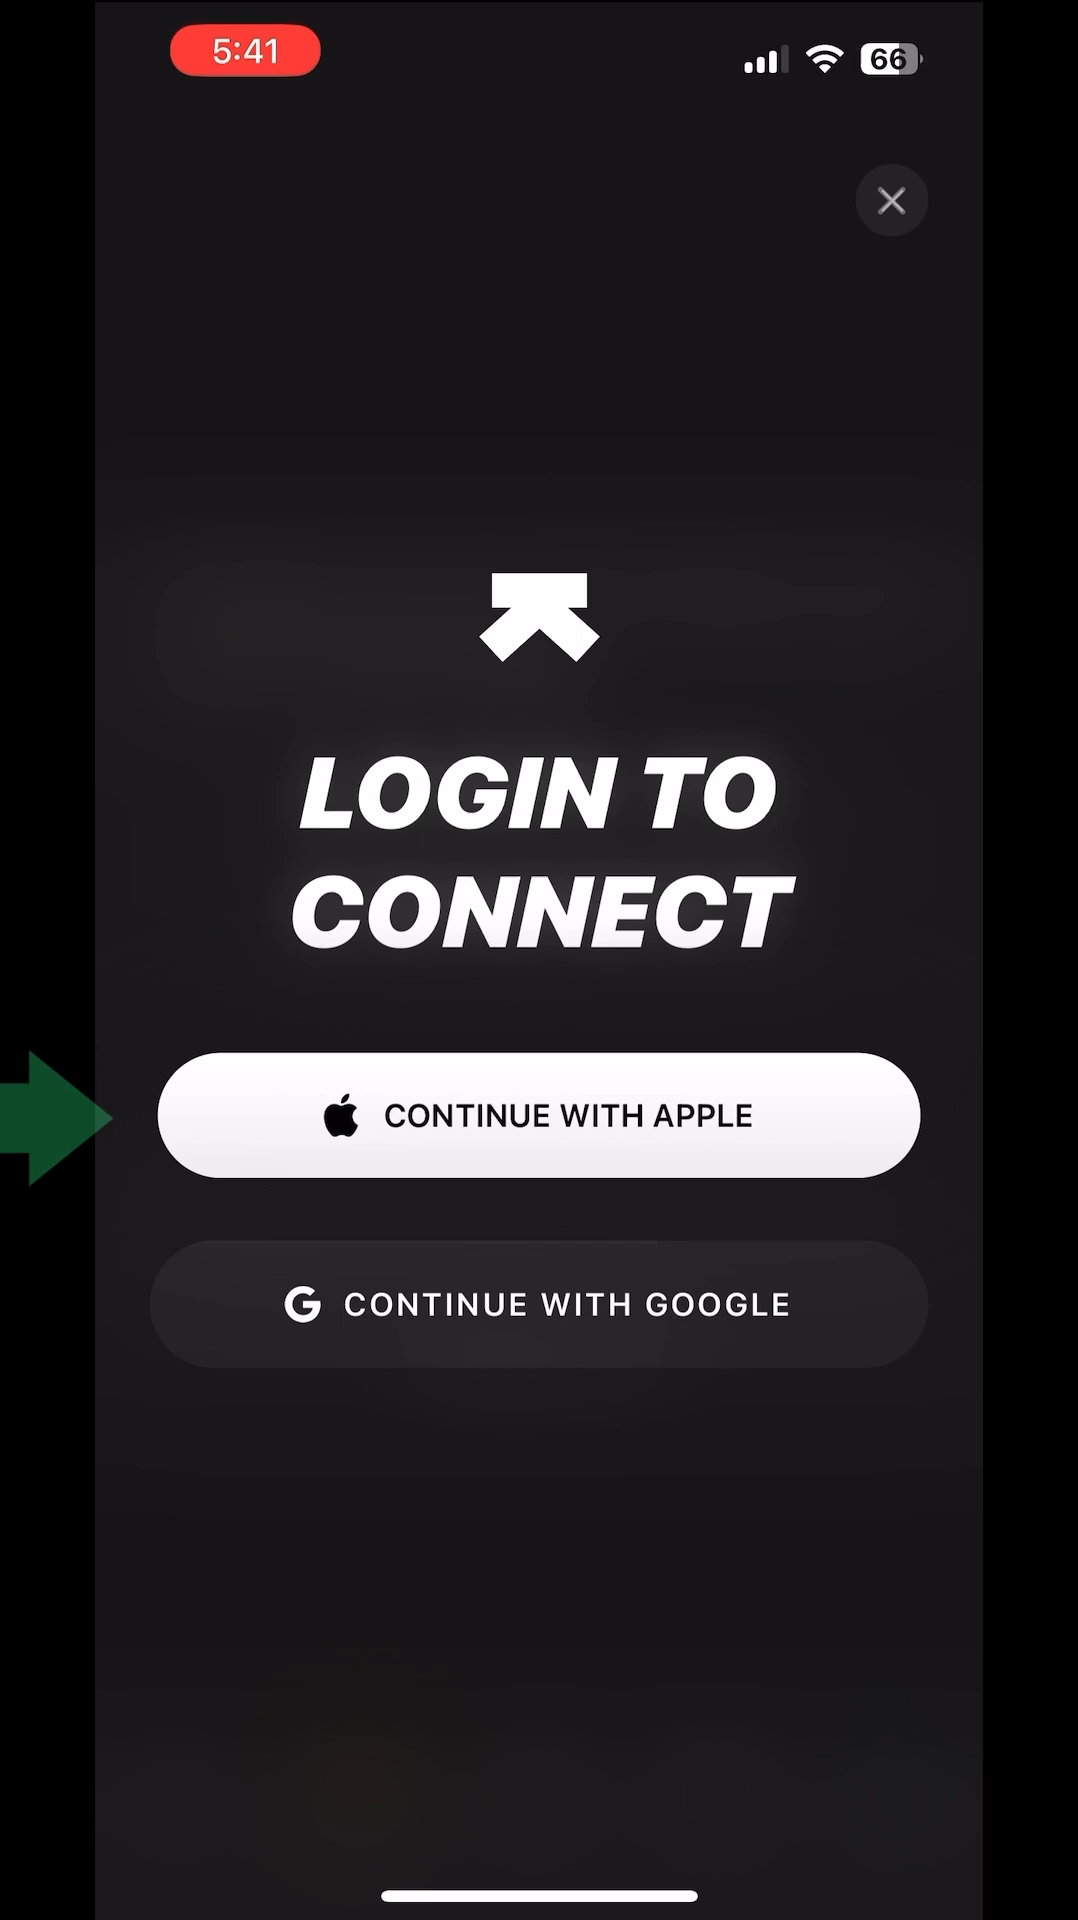 5:41
66
LOGIN TO
CONNECT
CONTINUE WITH APPLE
G CONTINUE WITH GOOGLE